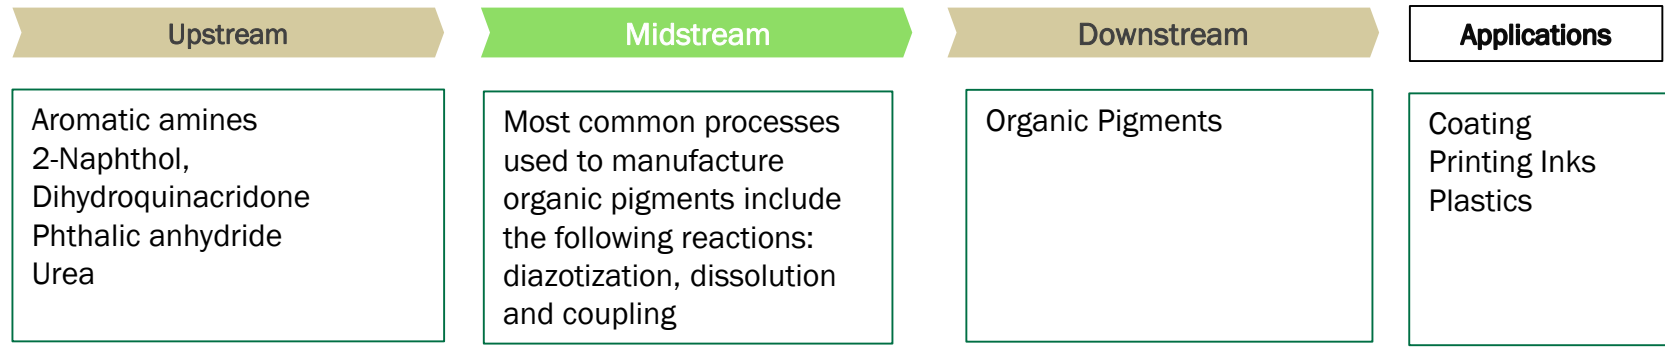 Upstream
Midstream
Downstream
Applications
Aromatic amines
2-Naphthol,
Dihydroquinacridone
Phthalic anhydride
Urea
Most common processes
used to manufacture
organic pigments include
the following reactions:
diazotization, dissolution
and coupling
Organic Pigments
Coating
Printing Inks
Plastics